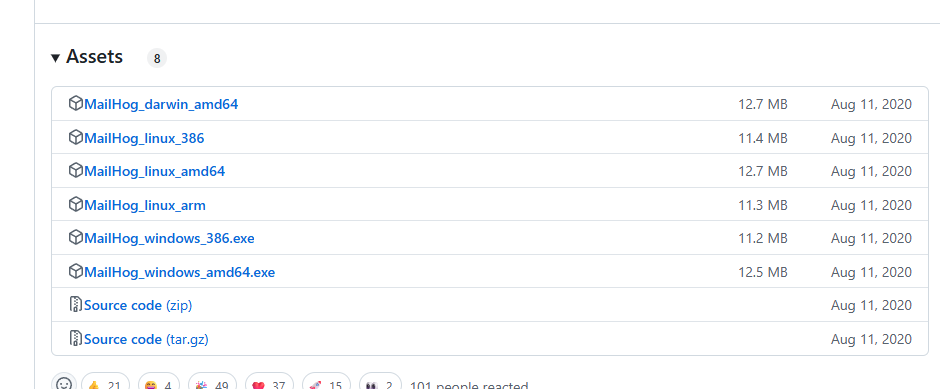 Assets 8
MailHog_darwin_amd64 12.7 MB Aug 11, 2020
MailHog_linux_386 11.4 MB Aug 11, 2020
MailHog_linux_amd64 12.7 MB Aug 11, 2020
MailHog_linux_arm 11.3 MB Aug 11, 2020
MailHog_windows_386.exe 11.2 MB Aug 11, 2020
MailHog_windows_amd64.exe 12.5 MB Aug 11, 2020
Source code (zip) Aug 11, 2020
Source code (tar.gz) Aug 11, 2020
21 4 49 37 15 2 101 people reacted